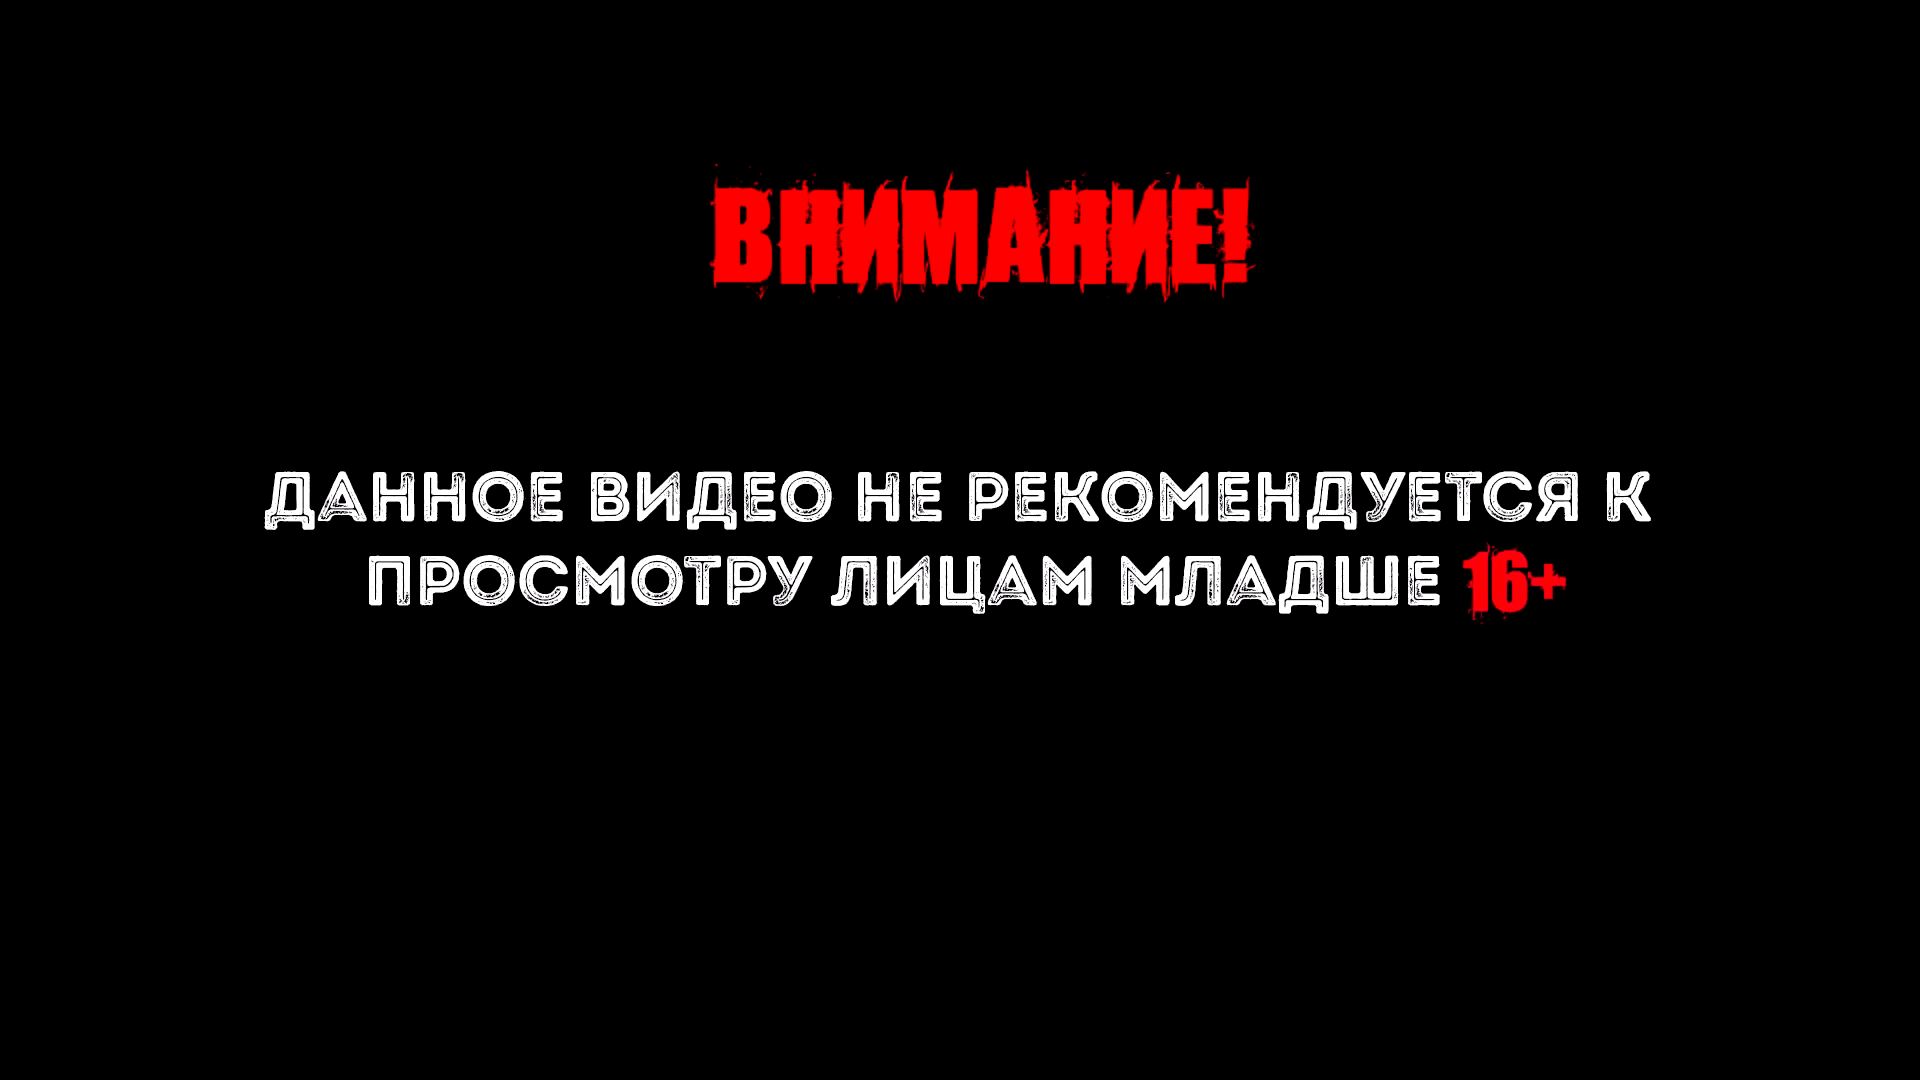 ВНИМАНИЕ!
ДАННОЕ ВИДЕО НЕ РЕКОМЕНДУЕТСЯ К
ПРОСМОТРУ ЛИЦАМ МЛАДШЕ 16+